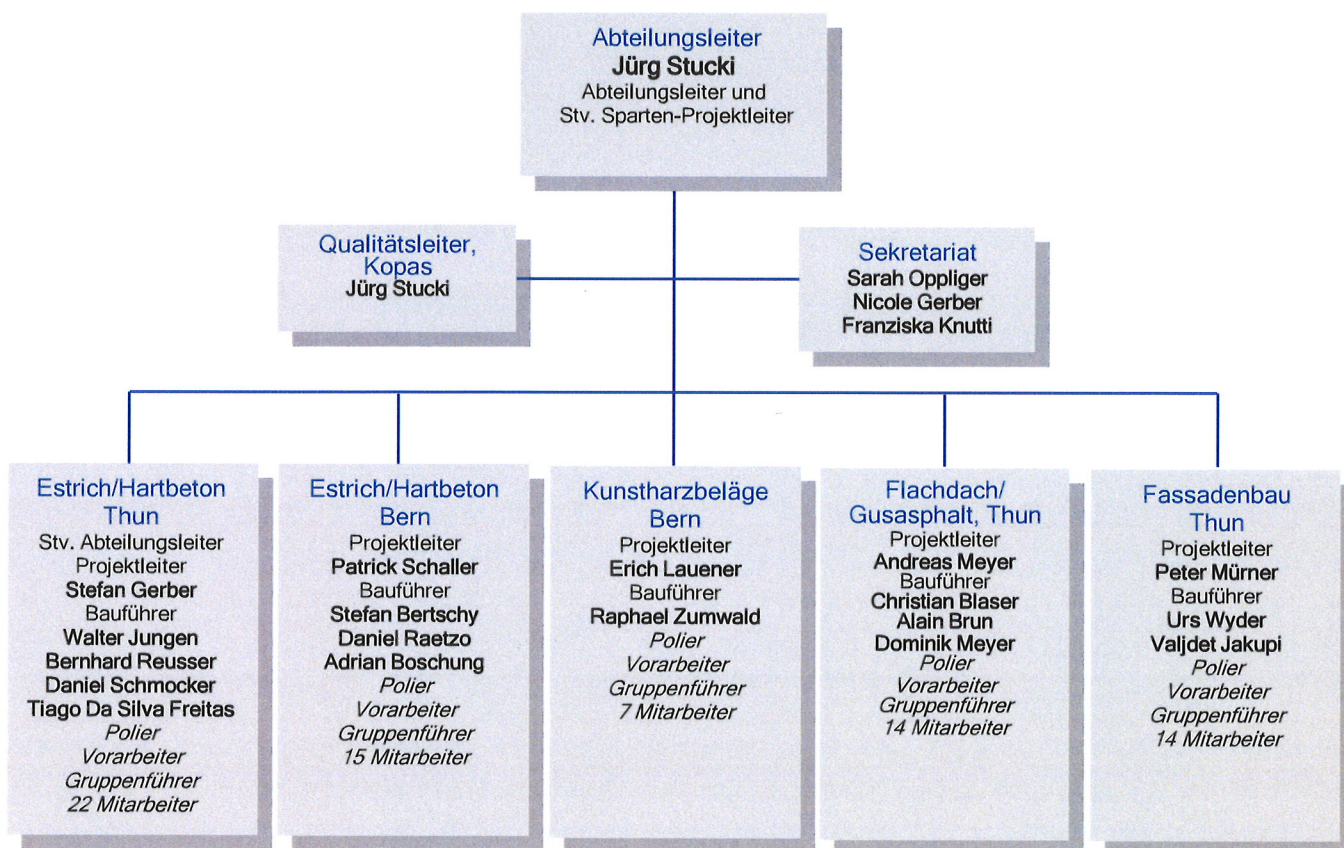 Abteilungsleiter
Jürg Stucki
Abteilungsleiter und
Stv. Sparten-Projektleiter
Qualitätsleiter,
Kopas
Jürg Stucki
Sekretariat
Sarah Oppliger
Nicole Gerber
Franziska Knutti
Estrich/Hartbeton
Thun
Stv. Abteilungsleiter
Projektleiter
Stefan Gerber
Bauführer
Walter Jungen
Bernhard Reusser
Daniel Schmocker
Tiago Da Silva Freitas
Polier
Vorarbeiter
Gruppenführer
22 Mitarbeiter
Estrich/Hartbeton
Bern
Projektleiter
Patrick Schaller
Bauführer
Stefan Bertschy
Daniel Raetzo
Adrian Boschung
Polier
Vorarbeiter
Gruppenführer
15 Mitarbeiter
Kunstharzbeläge
Bern
Projektleiter
Erich Lauener
Bauführer
Raphael Zumwald
Polier
Vorarbeiter
Gruppenführer
7 Mitarbeiter
Flachdach/
Gusasphalt, Thun
Projektleiter
Andreas Meyer
Bauführer
Christian Blaser
Alain Brun
Dominik Meyer
Polier
Vorarbeiter
Gruppenführer
14 Mitarbeiter
Fassadenbau
Thun
Projektleiter
Peter Mürner
Bauführer
Urs Wyder
Valjdet Jakupi
Polier
Vorarbeiter
Gruppenführer
14 Mitarbeiter